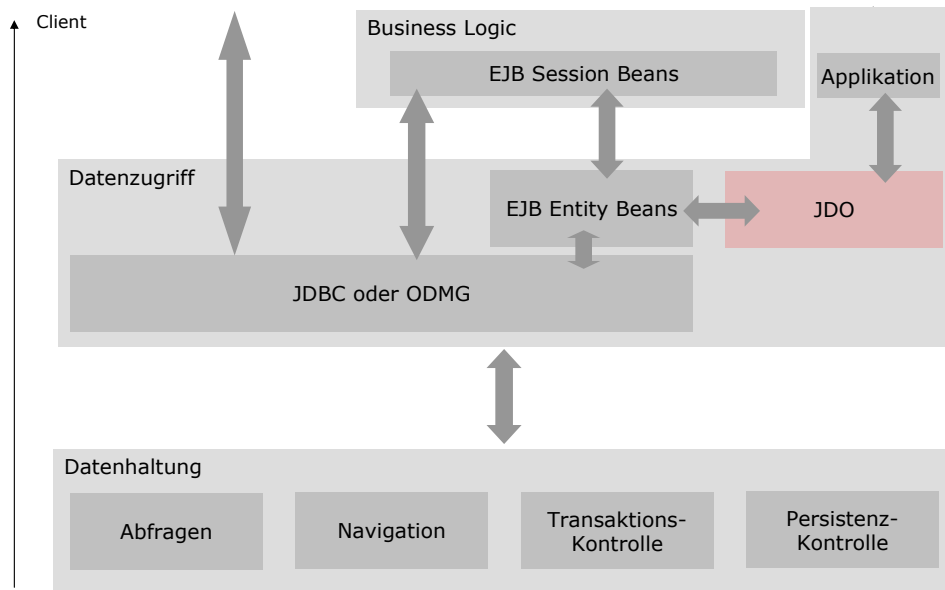 Client
Business Logic
EJB Session Beans
Applikation
Datenzugriff
EJB Entity Beans
JDO
JDBC oder ODMG
Datenhaltung
Abfragen
Navigation
Transaktions-
Kontrolle
Persistenz-
Kontrolle